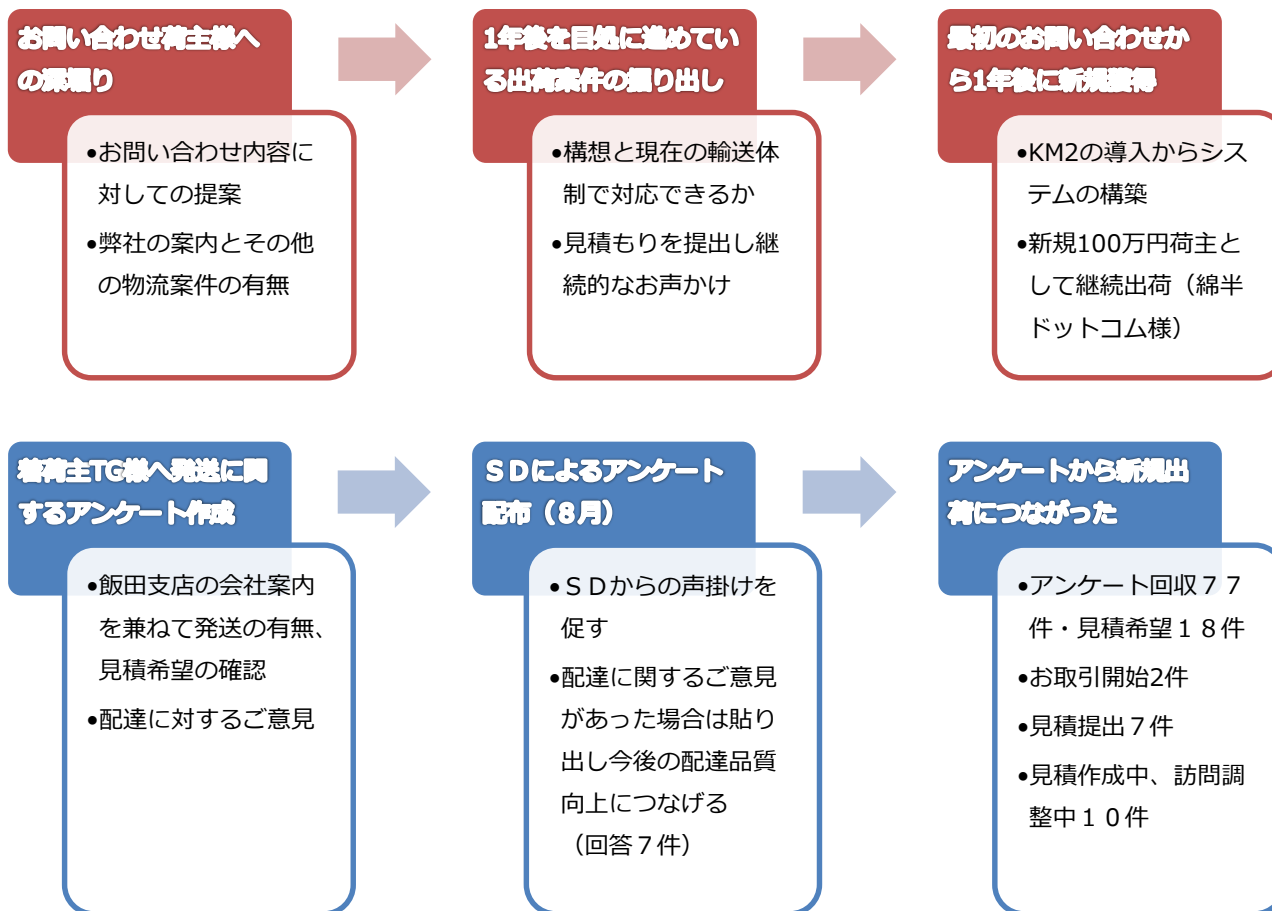 お問い合わせ荷主様へ
の深掘り
•お問い合わせ内容に
対しての提案
•弊社の案内とその他
の物流案件の有無
1年後を目処に進めてい
る出荷案件の掘り出し
•構想と現在の輸送体
制で対応できるか
•見積もりを提出し継
続的なお声かけ
最初のお問い合わせか
ら1年後に新規獲得
•KM2の導入からシス
テムの構築
•新規100万円荷主と
して継続出荷（綿半
ドットコム様）
着荷主TG様へ発送に関
するアンケート作成
•飯田支店の会社案内
を兼ねて発送の有無、
見積希望の確認
•配達に対するご意見
ＳＤによるアンケート
配布（８月）
•ＳＤからの声掛けを
促す
•配達に関するご意見
があった場合は貼り
出し今後の配達品質
向上につなげる
（回答７件）
アンケートから新規出
荷につながった
•アンケート回収７７
件・見積希望１８件
•お取引開始2件
•見積提出７件
•見積作成中、訪問調
整中１０件